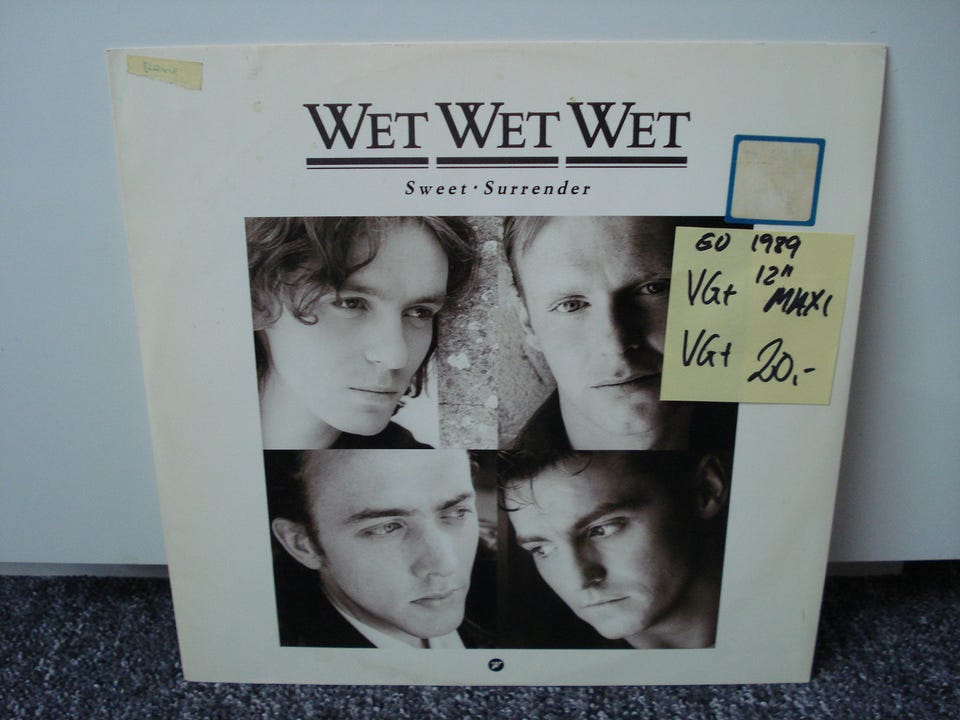 WET WET WET
Sweet · Surrender
EU 1989
VG+ 12" MAXI
VG+ 20,-